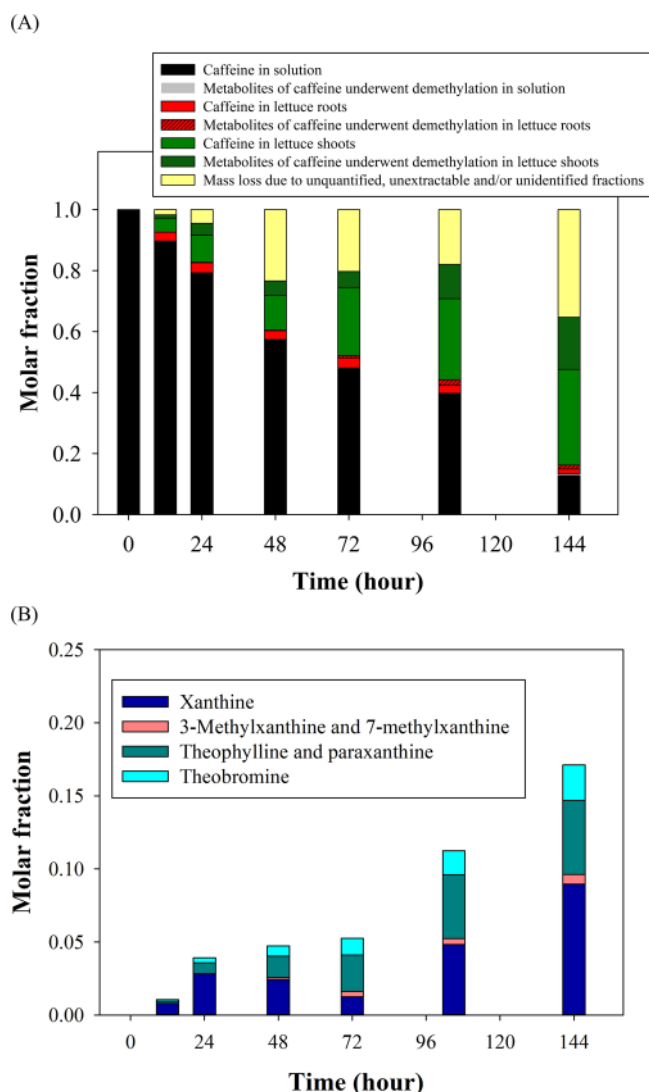 (A)
Caffeine in solution
Metabolites of caffeine underwent demethylation in solution
Caffeine in lettuce roots
Metabolites of caffeine underwent demethylation in lettuce roots
Caffeine in lettuce shoots
Metabolites of caffeine underwent demethylation in lettuce shoots
Mass loss due to unquantified, unextractable and/or unidentified fractions
1.0
0.8
0.6
0.4
0.2
0.0
Molar fraction
0 24 48 72 96 120 144
Time (hour)
(B)
0.25
0.20
0.15
0.10
0.05
0.00
Molar fraction
Xanthine
3-Methylxanthine and 7-methylxanthine
Theophylline and paraxanthine
Theobromine
0 24 48 72 96 120 144
Time (hour)